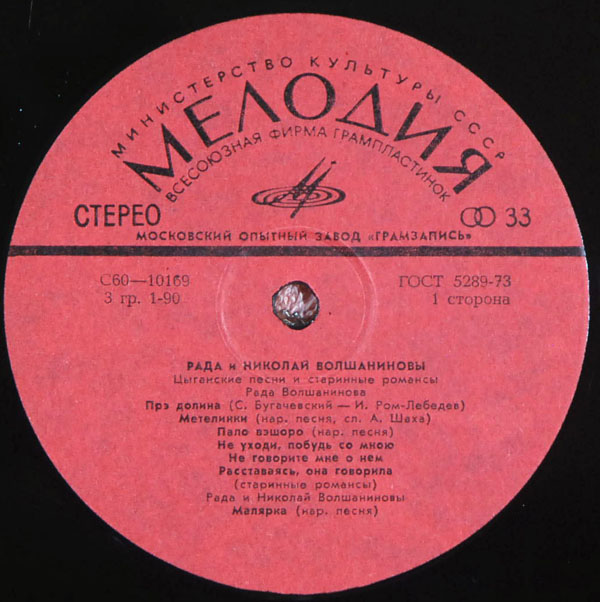 МИНИСТЕРСТВО КУЛЬТУРЫ СССР
МЕЛОДИЯ
ВСЕСОЮЗНАЯ ФИРМА ГРАМПЛАСТИНОК
СТЕРЕО
33
МОСКОВСКИЙ ОПЫТНЫЙ ЗАВОД «ГРАМЗАПИСЬ»
С60—10169
ГОСТ 5289-73
3 гр. 1-90
1 сторона
РАДА и НИКОЛАЙ ВОЛШАНИНОВЫ
Цыганские песни и старинные романсы
Рада Волшанинова
Прэ долина (С. Бугачевский — И. Ром-Лебедев)
Метелинки (нар. песня, сл. А. Шаха)
Пало вэшоро (нар. песня)
Не уходи, побудь со мною
Не говорите мне о нем
Расставаясь, она говорила
(старинные романсы)
Рада и Николай Волшаниновы
Малярка (нар. песня)